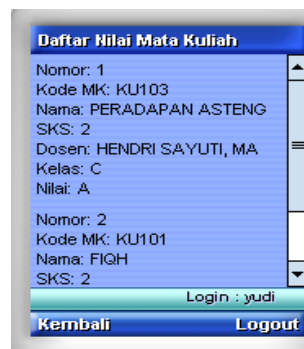 Daftar Nilai Mata Kuliah
Nomor: 1
Kode MK: KU103
Nama: PERADAPAN ASTENG
SKS: 2
Dosen: HENDRI SAYUTI, MA
Kelas: C
Nilai: A
Nomor: 2
Kode MK: KU101
Nama: FIQH
SKS: 2
Login : yudi
Kembali Logout